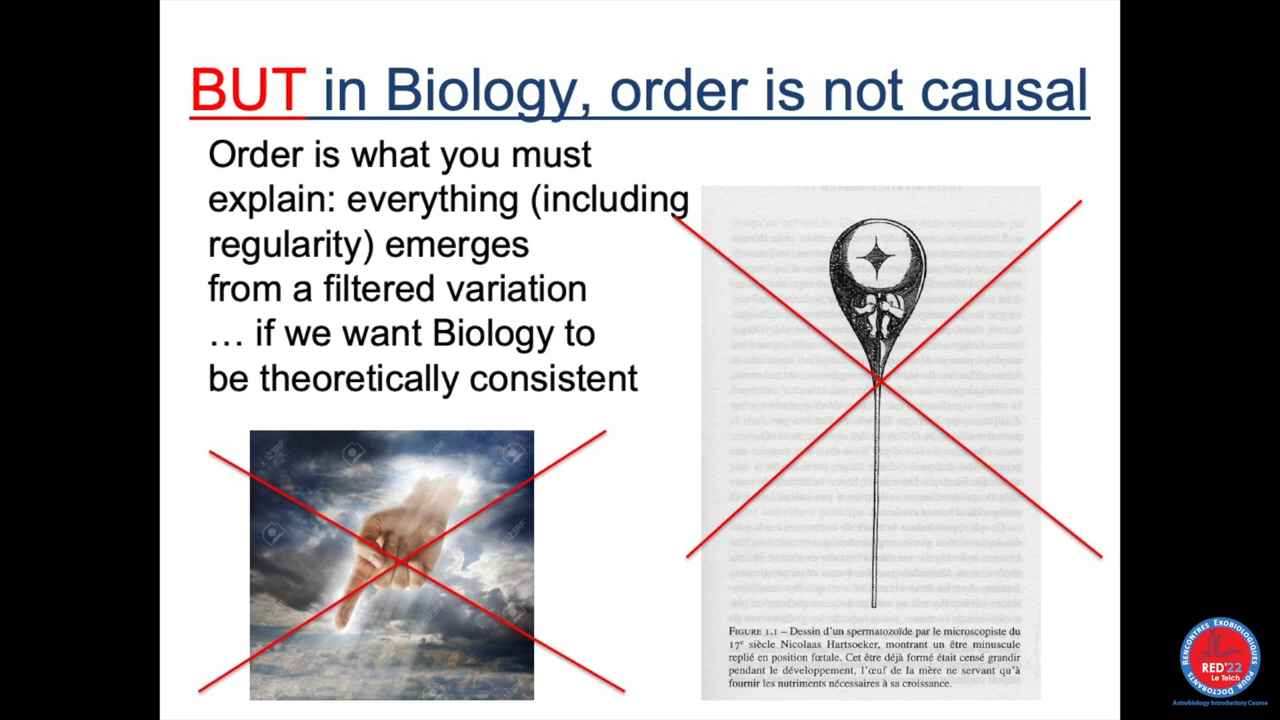 BUT in Biology, order is not causal
Order is what you must
explain: everything (including
regularity) emerges
from a filtered variation
… if we want Biology to
be theoretically consistent
123RF
123RF
FIGURE 1.1 – Dessin d'un spermatozoïde par le microscopiste du
17e siècle Nicolaas Hartsoeker, montrant un être minuscule
replié en position fœtale. Cet être déjà formé était censé grandir
pendant le développement, l'œuf de la mère ne servant qu'à
fournir les nutriments nécessaires à sa croissance.
RENCONTRES EXOBIOLOGIQUES POUR DOCTORANTS
RED'22
Le Teich
Astrobiology Introductory Course